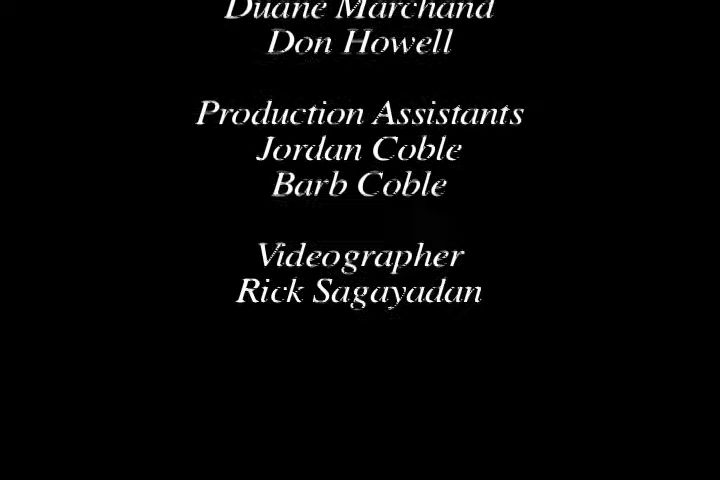 Duane Marchand
Don Howell
Production Assistants
Jordan Coble
Barb Coble
Videographer
Rick Sagayadan